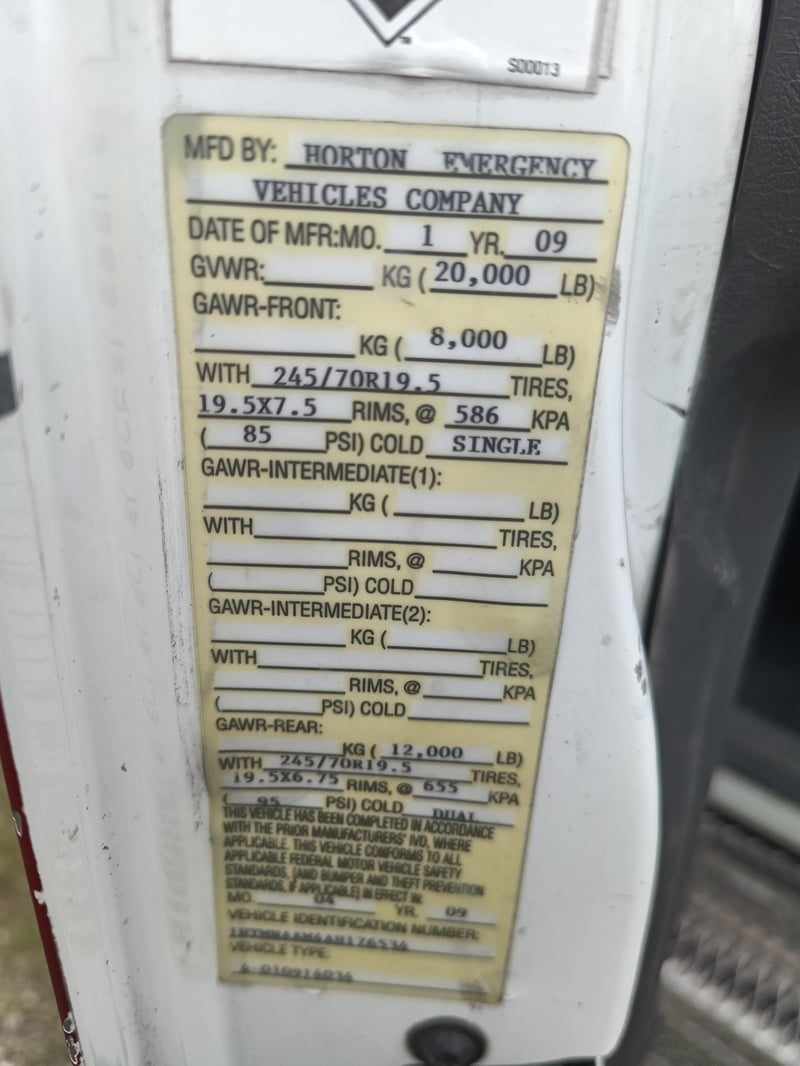 S00013
MFD BY: HORTON EMERGENCY
VEHICLES COMPANY
DATE OF MFR:MO. 1 YR. 09
GVWR: KG ( 20,000 LB)
GAWR-FRONT:
KG ( 8,000 LB)
WITH 245/70R19.5 TIRES,
19.5X7.5 RIMS, @ 586 KPA
( 85 PSI) COLD SINGLE
GAWR-INTERMEDIATE(1):
KG ( LB)
WITH TIRES,
RIMS, @ KPA
( PSI) COLD
GAWR-INTERMEDIATE(2):
KG ( LB)
WITH TIRES,
RIMS, @ KPA
( PSI) COLD
GAWR-REAR:
KG ( 12,000 LB)
WITH 245/70R19.5 TIRES,
19.5X6.75 RIMS, @ 655 KPA
( 95 PSI) COLD DUAL
THIS VEHICLE HAS BEEN COMPLETED IN ACCORDANCE
WITH THE PRIOR MANUFACTURERS' IVD, WHERE
APPLICABLE. THIS VEHICLE CONFORMS TO ALL
APPLICABLE FEDERAL MOTOR VEHICLE SAFETY
STANDARDS, [AND BUMPER AND THEFT PREVENTION
STANDARDS, IF APPLICABLE] IN EFFECT IN:
MO. 04 YR. 09
VEHICLE IDENTIFICATION NUMBER:
VEHICLE TYPE: